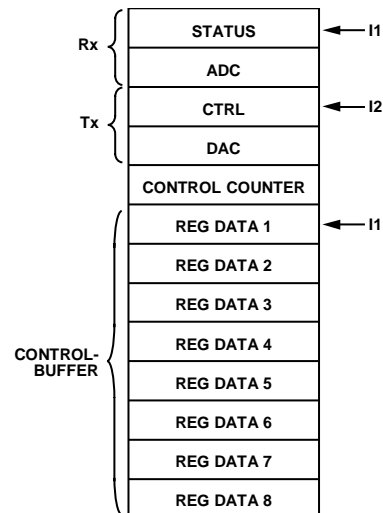 STATUS
I1
Rx
ADC
CTRL
I2
Tx
DAC
CONTROL COUNTER
REG DATA 1
I1
REG DATA 2
REG DATA 3
REG DATA 4
CONTROL-
BUFFER
REG DATA 5
REG DATA 6
REG DATA 7
REG DATA 8